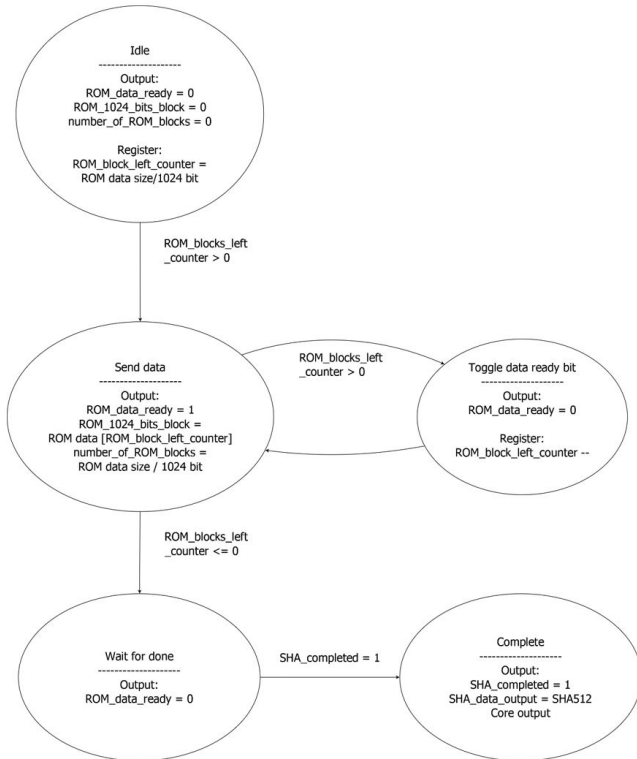 Idle
--------------------
Output:
ROM_data_ready = 0
ROM_1024_bits_block = 0
number_of_ROM_blocks = 0
Register:
ROM_block_left_counter =
ROM data size/1024 bit
ROM_blocks_left
_counter > 0
Send data
--------------------
Output:
ROM_data_ready = 1
ROM_1024_bits_block =
ROM data [ROM_block_left_counter]
number_of_ROM_blocks =
ROM data size / 1024 bit
ROM_blocks_left
_counter > 0
Toggle data ready bit
--------------------
Output:
ROM_data_ready = 0
Register:
ROM_block_left_counter --
ROM_blocks_left
_counter <= 0
Wait for done
--------------------
Output:
ROM_data_ready = 0
SHA_completed = 1
Complete
--------------------
Output:
SHA_completed = 1
SHA_data_output = SHA512
Core output